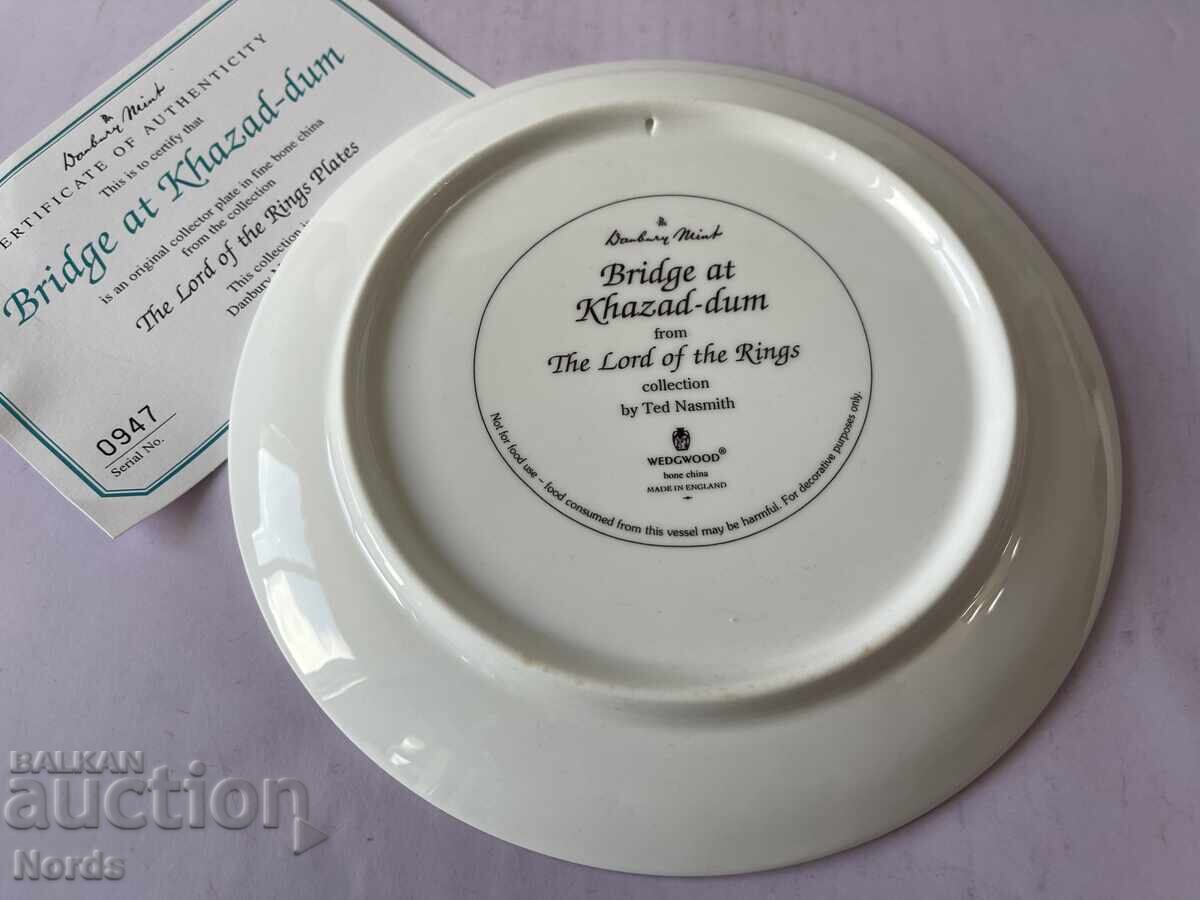 Danbury Mint
ERTIFICATE OF AUTHENTICITY
This is to certify that
Bridge at Khazad-dum
is an original collector plate in fine bone china
from the collection
The Lord of the Rings Plates
This collection i
Danbury
0947
Serial No.
Danbury Mint
Bridge at
Khazad-dum
from
The Lord of the Rings
collection
by Ted Nasmith
WEDGWOOD®
bone china
MADE IN ENGLAND
Not for food use – food consumed from this vessel may be harmful. For decorative purposes only.
BALKAN
auction
Nords